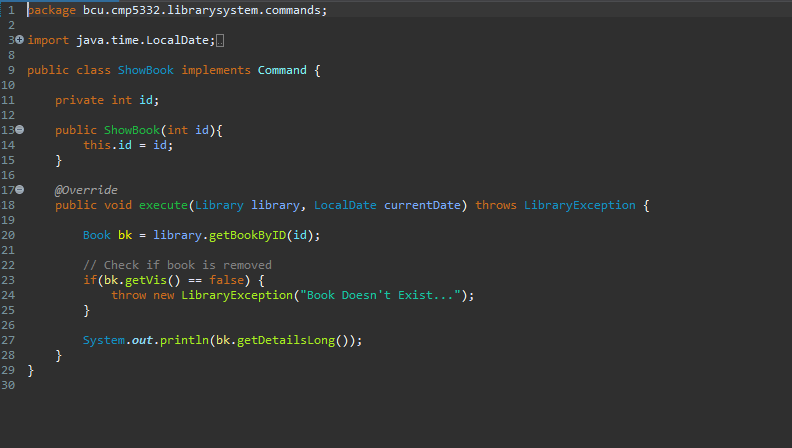 1 package bcu.cmp5332.librarysystem.commands;
2
3 import java.time.LocalDate;
8
9 public class ShowBook implements Command {
10
11     private int id;
12
13     public ShowBook(int id){
14         this.id = id;
15     }
16
17     @Override
18     public void execute(Library library, LocalDate currentDate) throws LibraryException {
19
20         Book bk = library.getBookByID(id);
21
22         // Check if book is removed
23         if(bk.getVis() == false) {
24             throw new LibraryException("Book Doesn't Exist...");
25         }
26
27         System.out.println(bk.getDetailsLong());
28     }
29 }
30